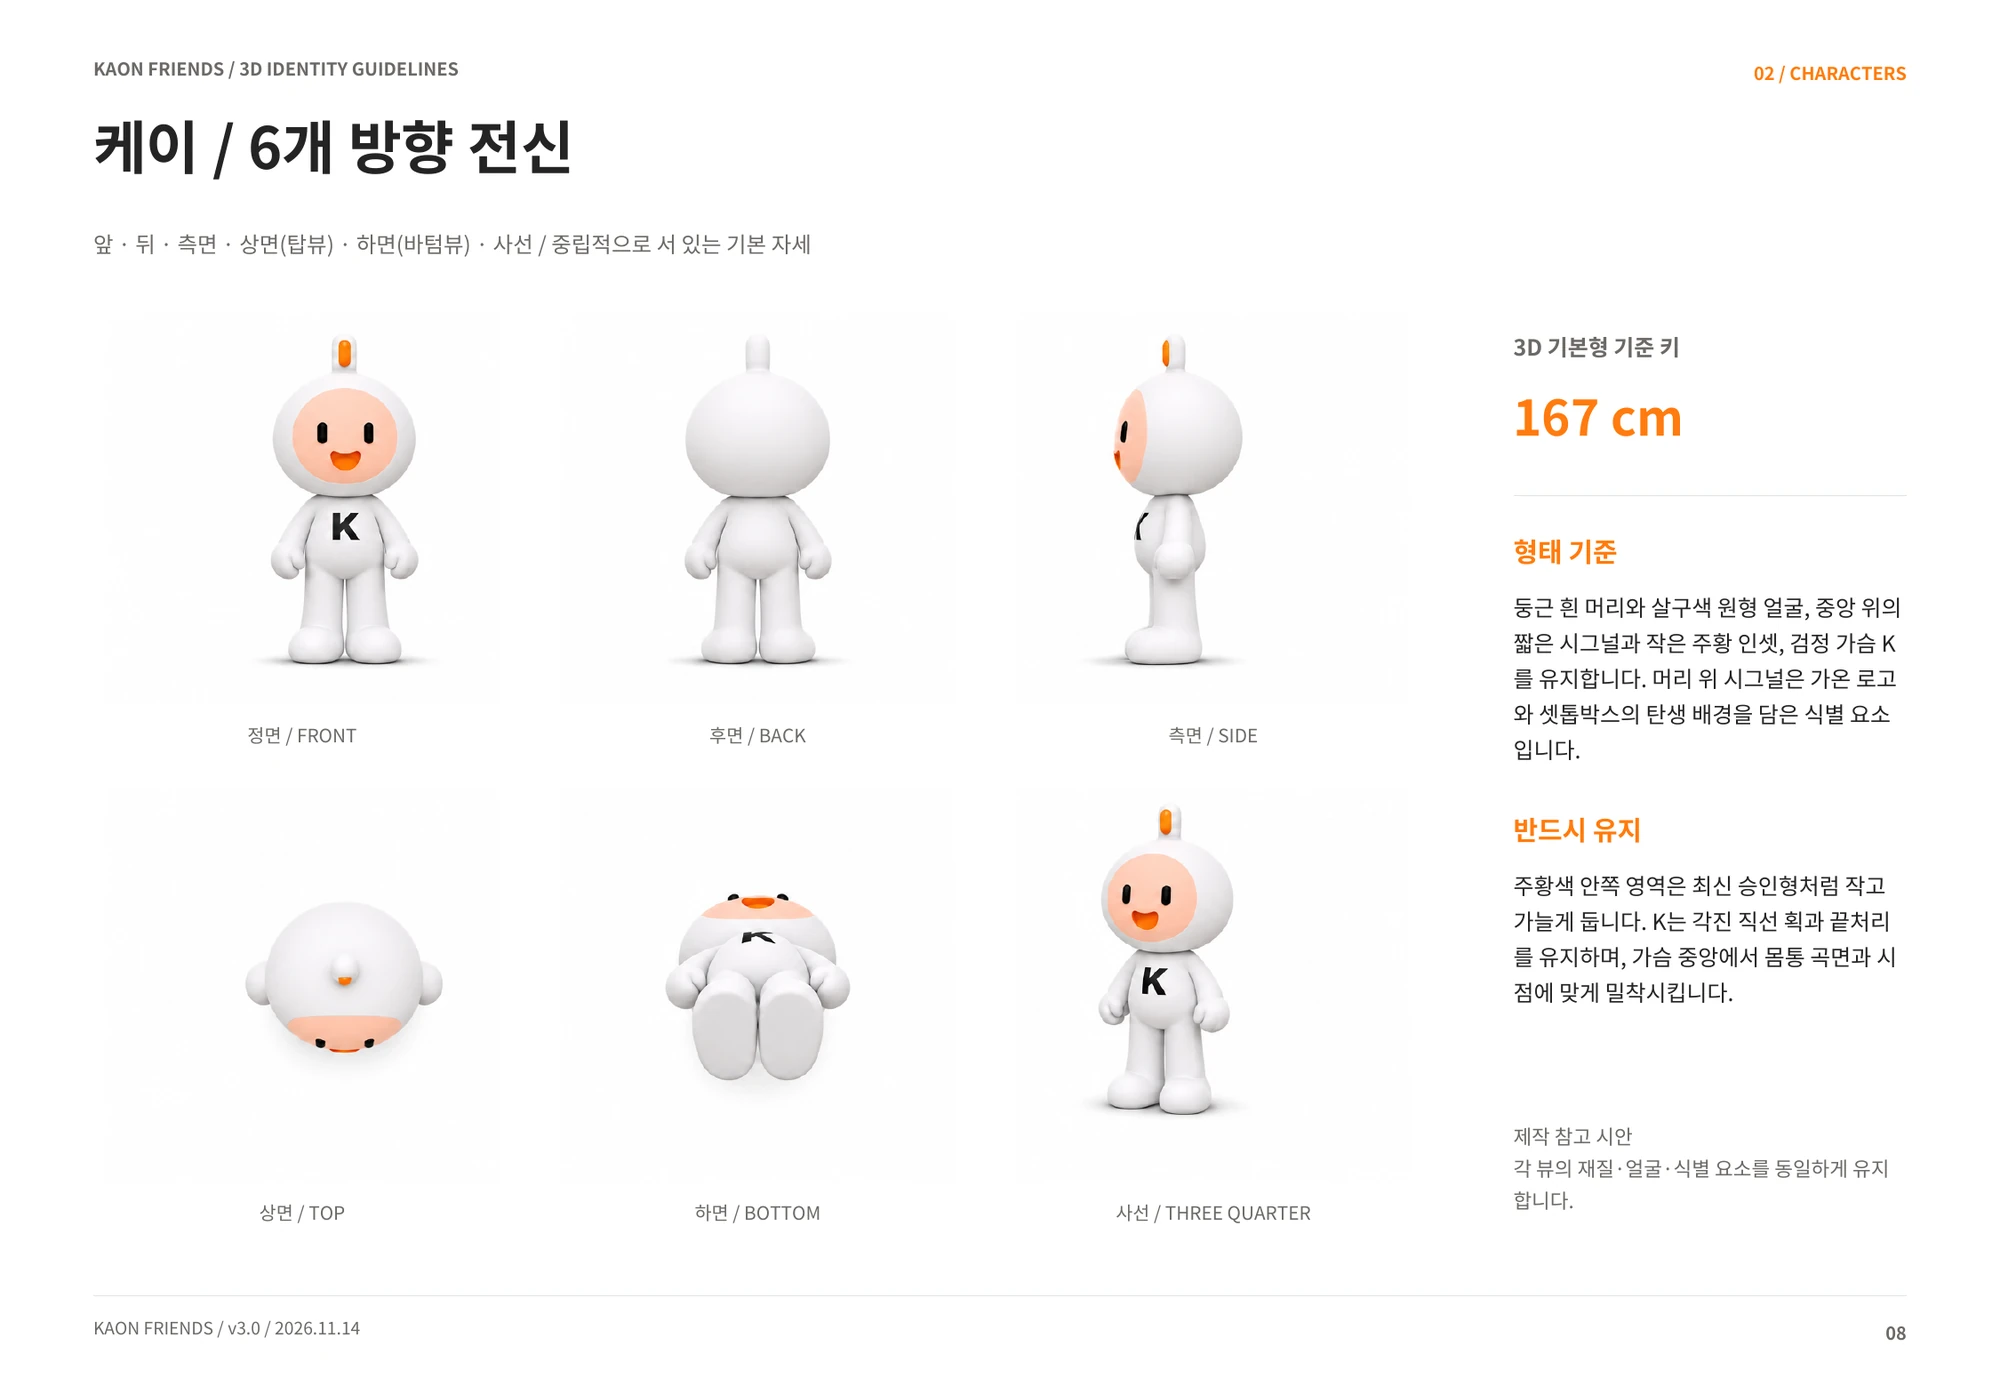 KAON FRIENDS / 3D IDENTITY GUIDELINES
02 / CHARACTERS
케이 / 6개 방향 전신
앞 · 뒤 · 측면 · 상면(탑뷰) · 하면(바텀뷰) · 사선 / 중립적으로 서 있는 기본 자세
K
K
K
정면 / FRONT
후면 / BACK
측면 / SIDE
K
K
상면 / TOP
하면 / BOTTOM
사선 / THREE QUARTER
3D 기본형 기준 키
167 cm
형태 기준
둥근 흰 머리와 살구색 원형 얼굴, 중앙 위의
짧은 시그널과 작은 주황 인셋, 검정 가슴 K
를 유지합니다. 머리 위 시그널은 가온 로고
와 셋톱박스의 탄생 배경을 담은 식별 요소
입니다.
반드시 유지
주황색 안쪽 영역은 최신 승인형처럼 작고
가늘게 둡니다. K는 각진 직선 획과 끝처리
를 유지하며, 가슴 중앙에서 몸통 곡면과 시
점에 맞게 밀착시킵니다.
제작 참고 시안
각 뷰의 재질·얼굴·식별 요소를 동일하게 유지
합니다.
KAON FRIENDS / v3.0 / 2026.11.14
08